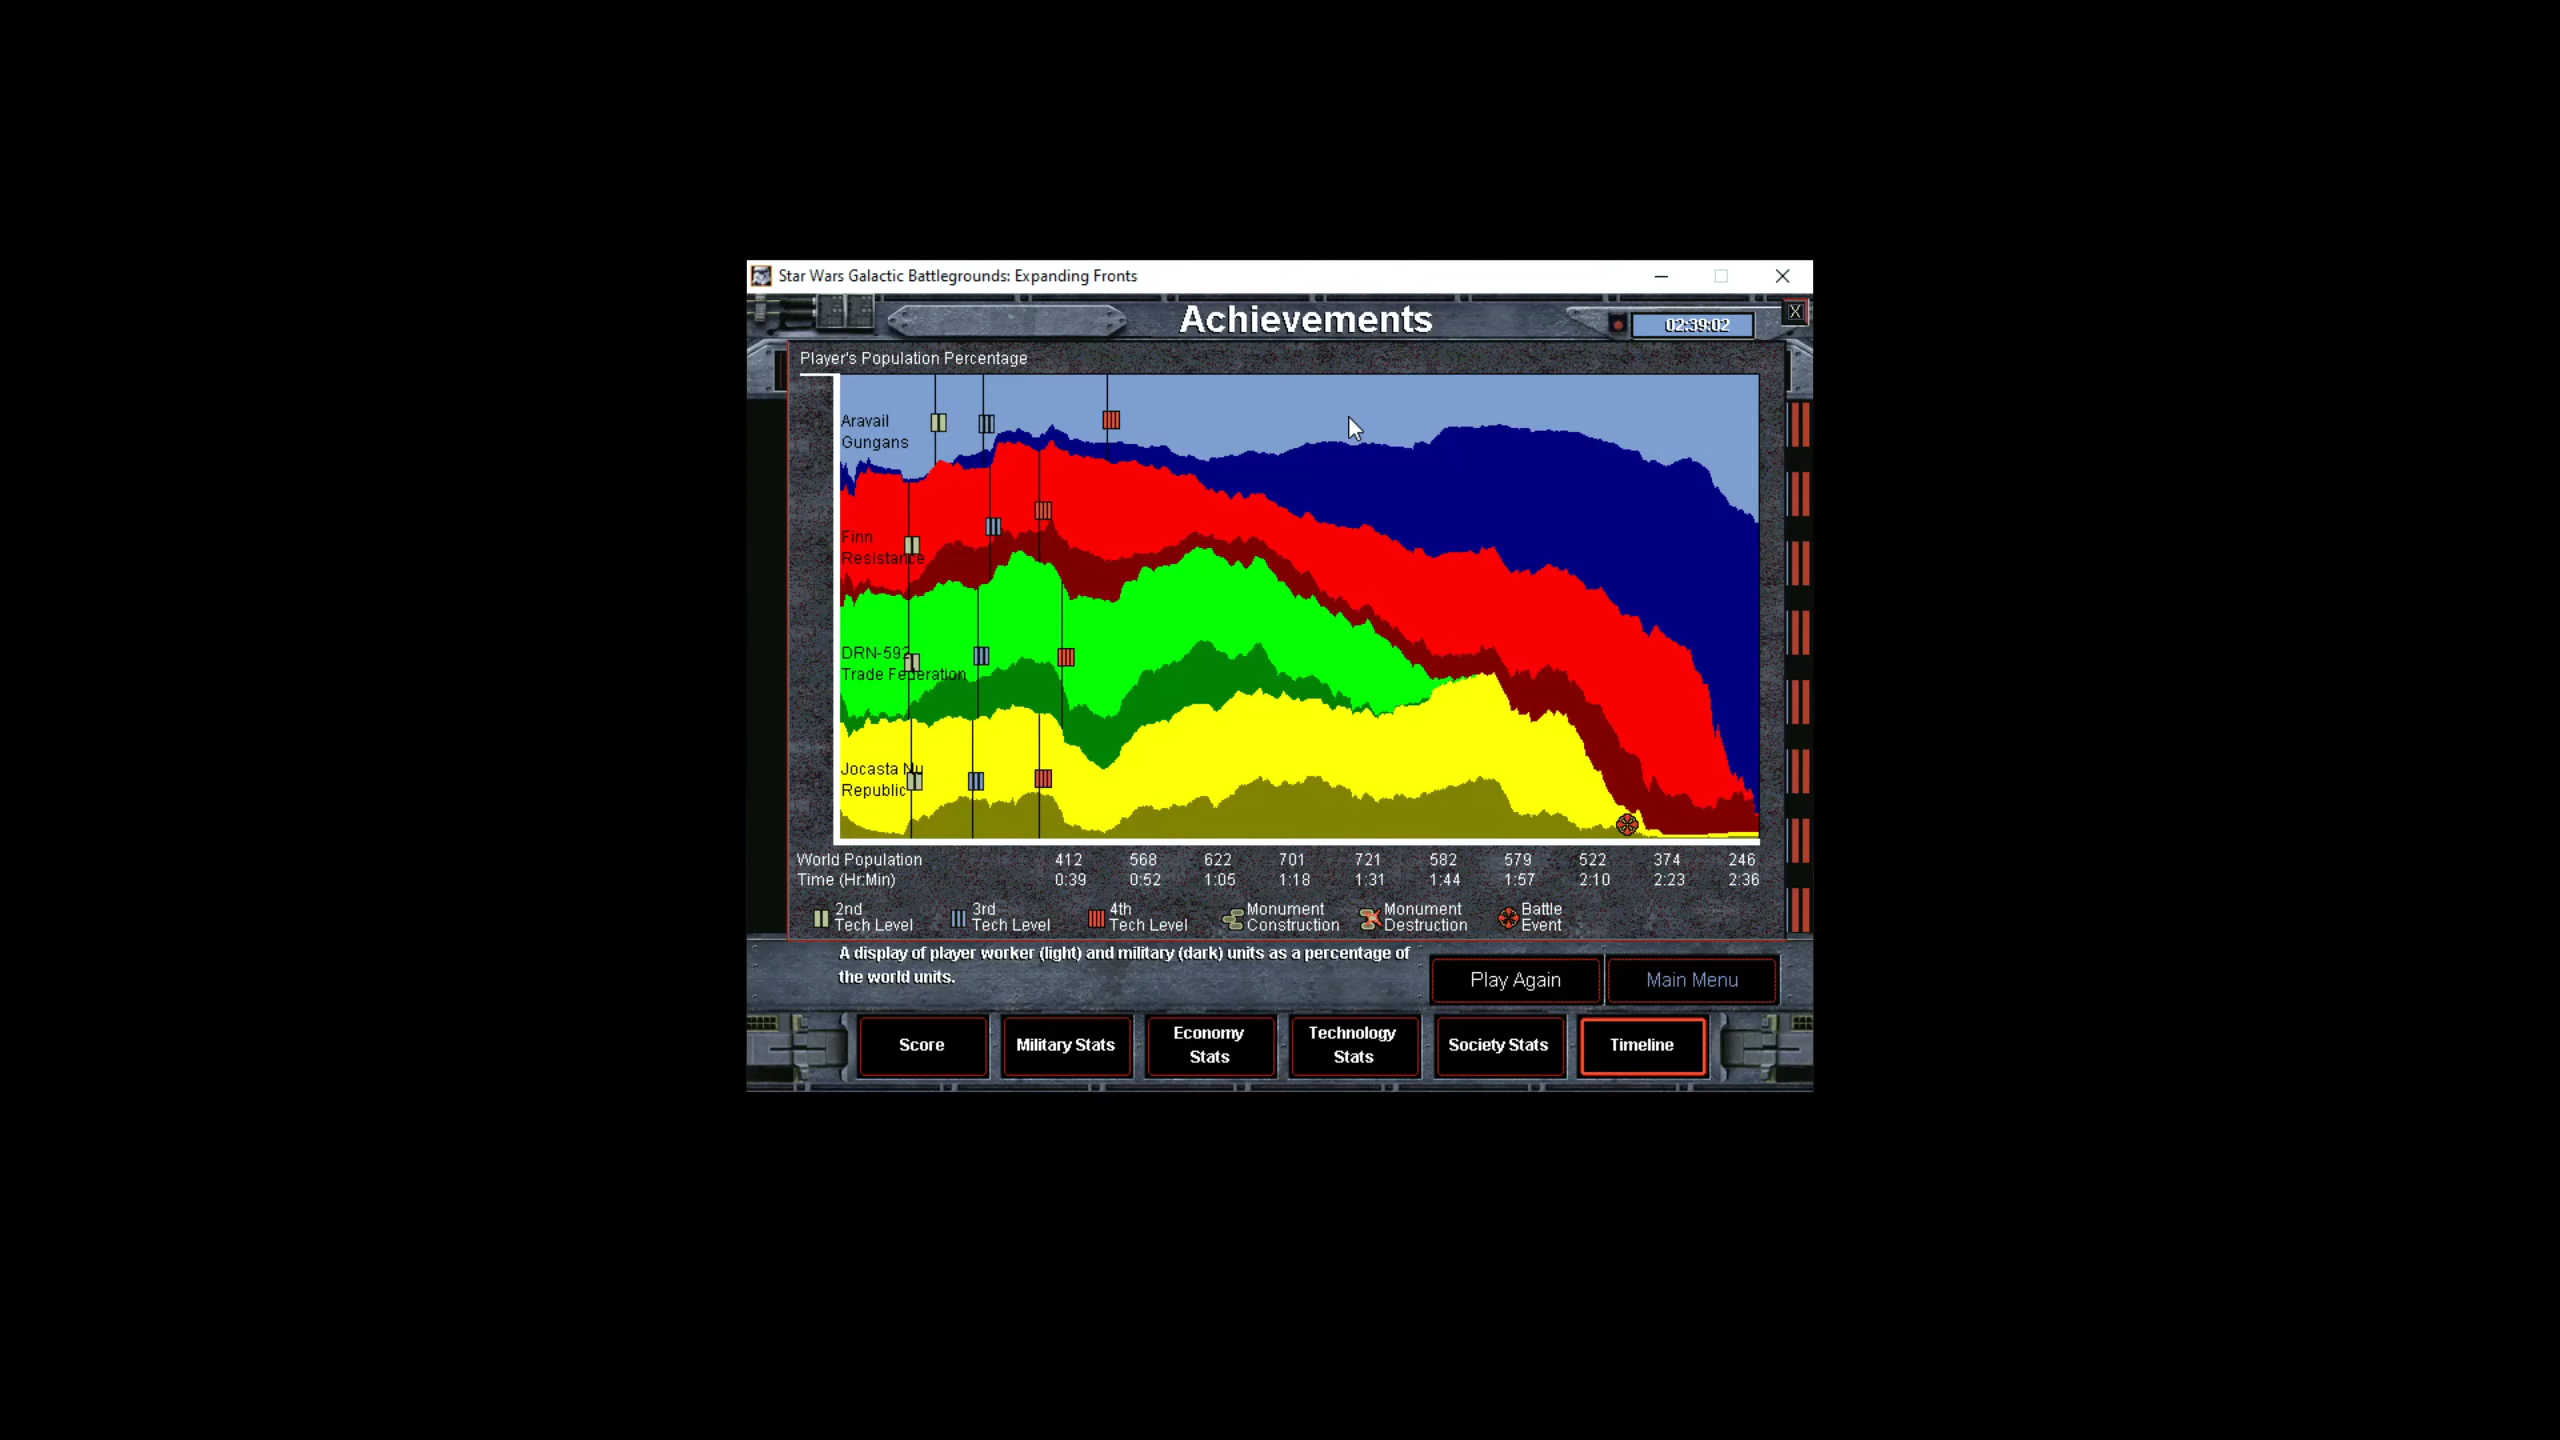 Star Wars Galactic Battlegrounds: Expanding Fronts
Achievements
02:39:02
X
Player's Population Percentage
Aravail
Gungans
Finn
Resistance
DRN-592
Trade Federation
Jocasta Nu
Republic
World Population 412 568 622 701 721 582 579 522 374 246
Time (Hr:Min) 0:39 0:52 1:05 1:18 1:31 1:44 1:57 2:10 2:23 2:36
2nd
Tech Level
3rd
Tech Level
4th
Tech Level
Monument
Construction
Monument
Destruction
Battle
Event
A display of player worker (light) and military (dark) units as a percentage of
the world units.
Play Again
Main Menu
Score
Military Stats
Economy
Stats
Technology
Stats
Society Stats
Timeline